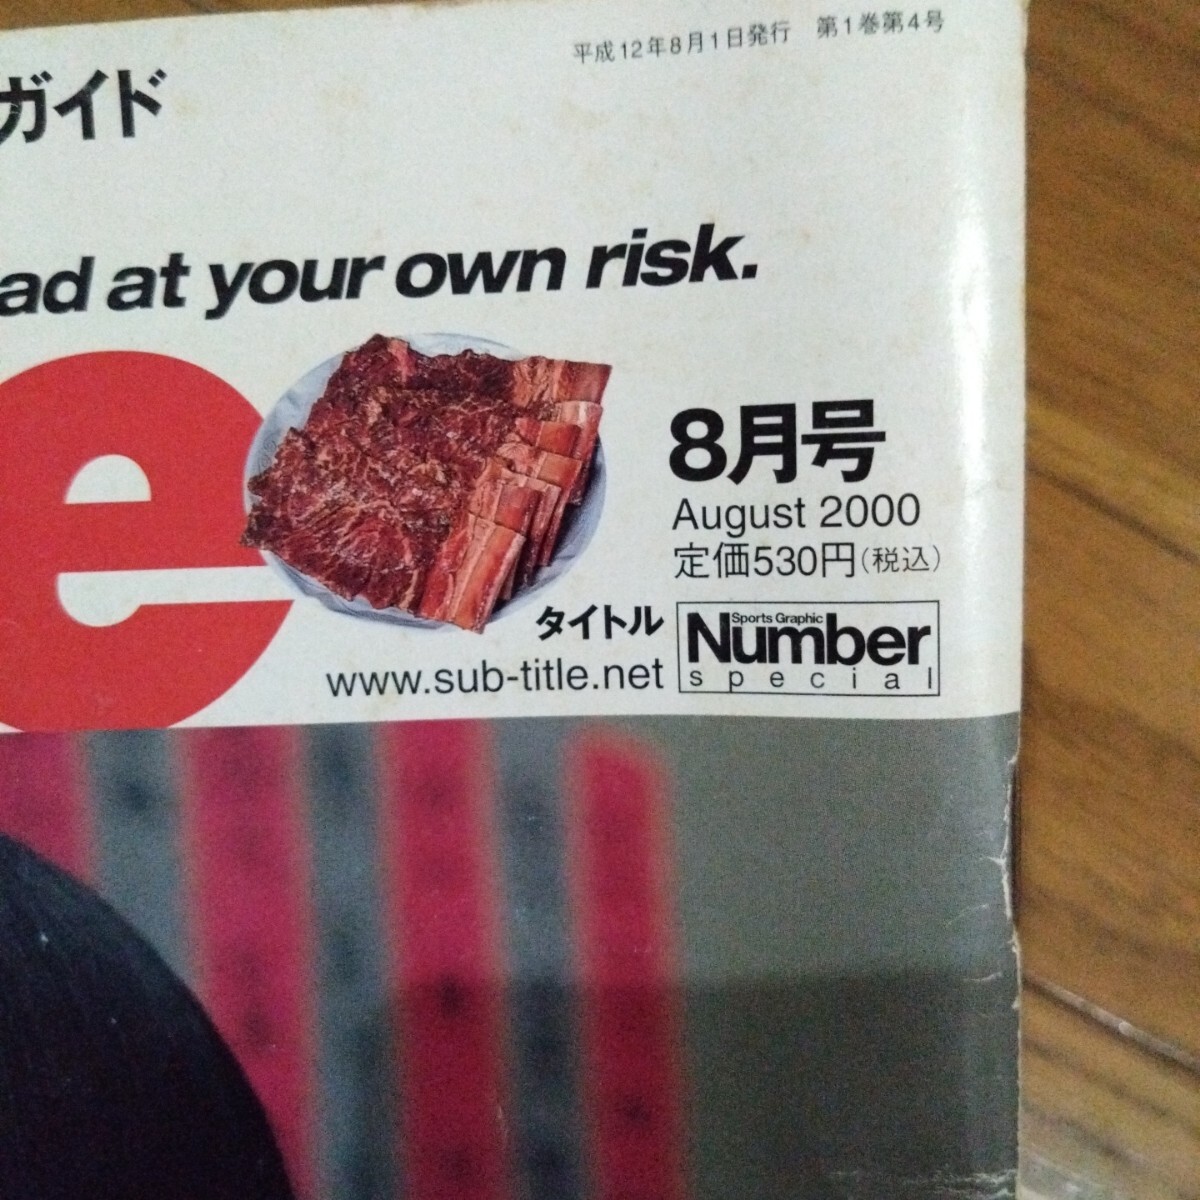 平成12年8月1日発行 第1巻第4号
ガイド
ad at your own risk.
e
8月号
August 2000
定価530円(税込)
タイトル
www.sub-title.net
Sports Graphic
Number
special